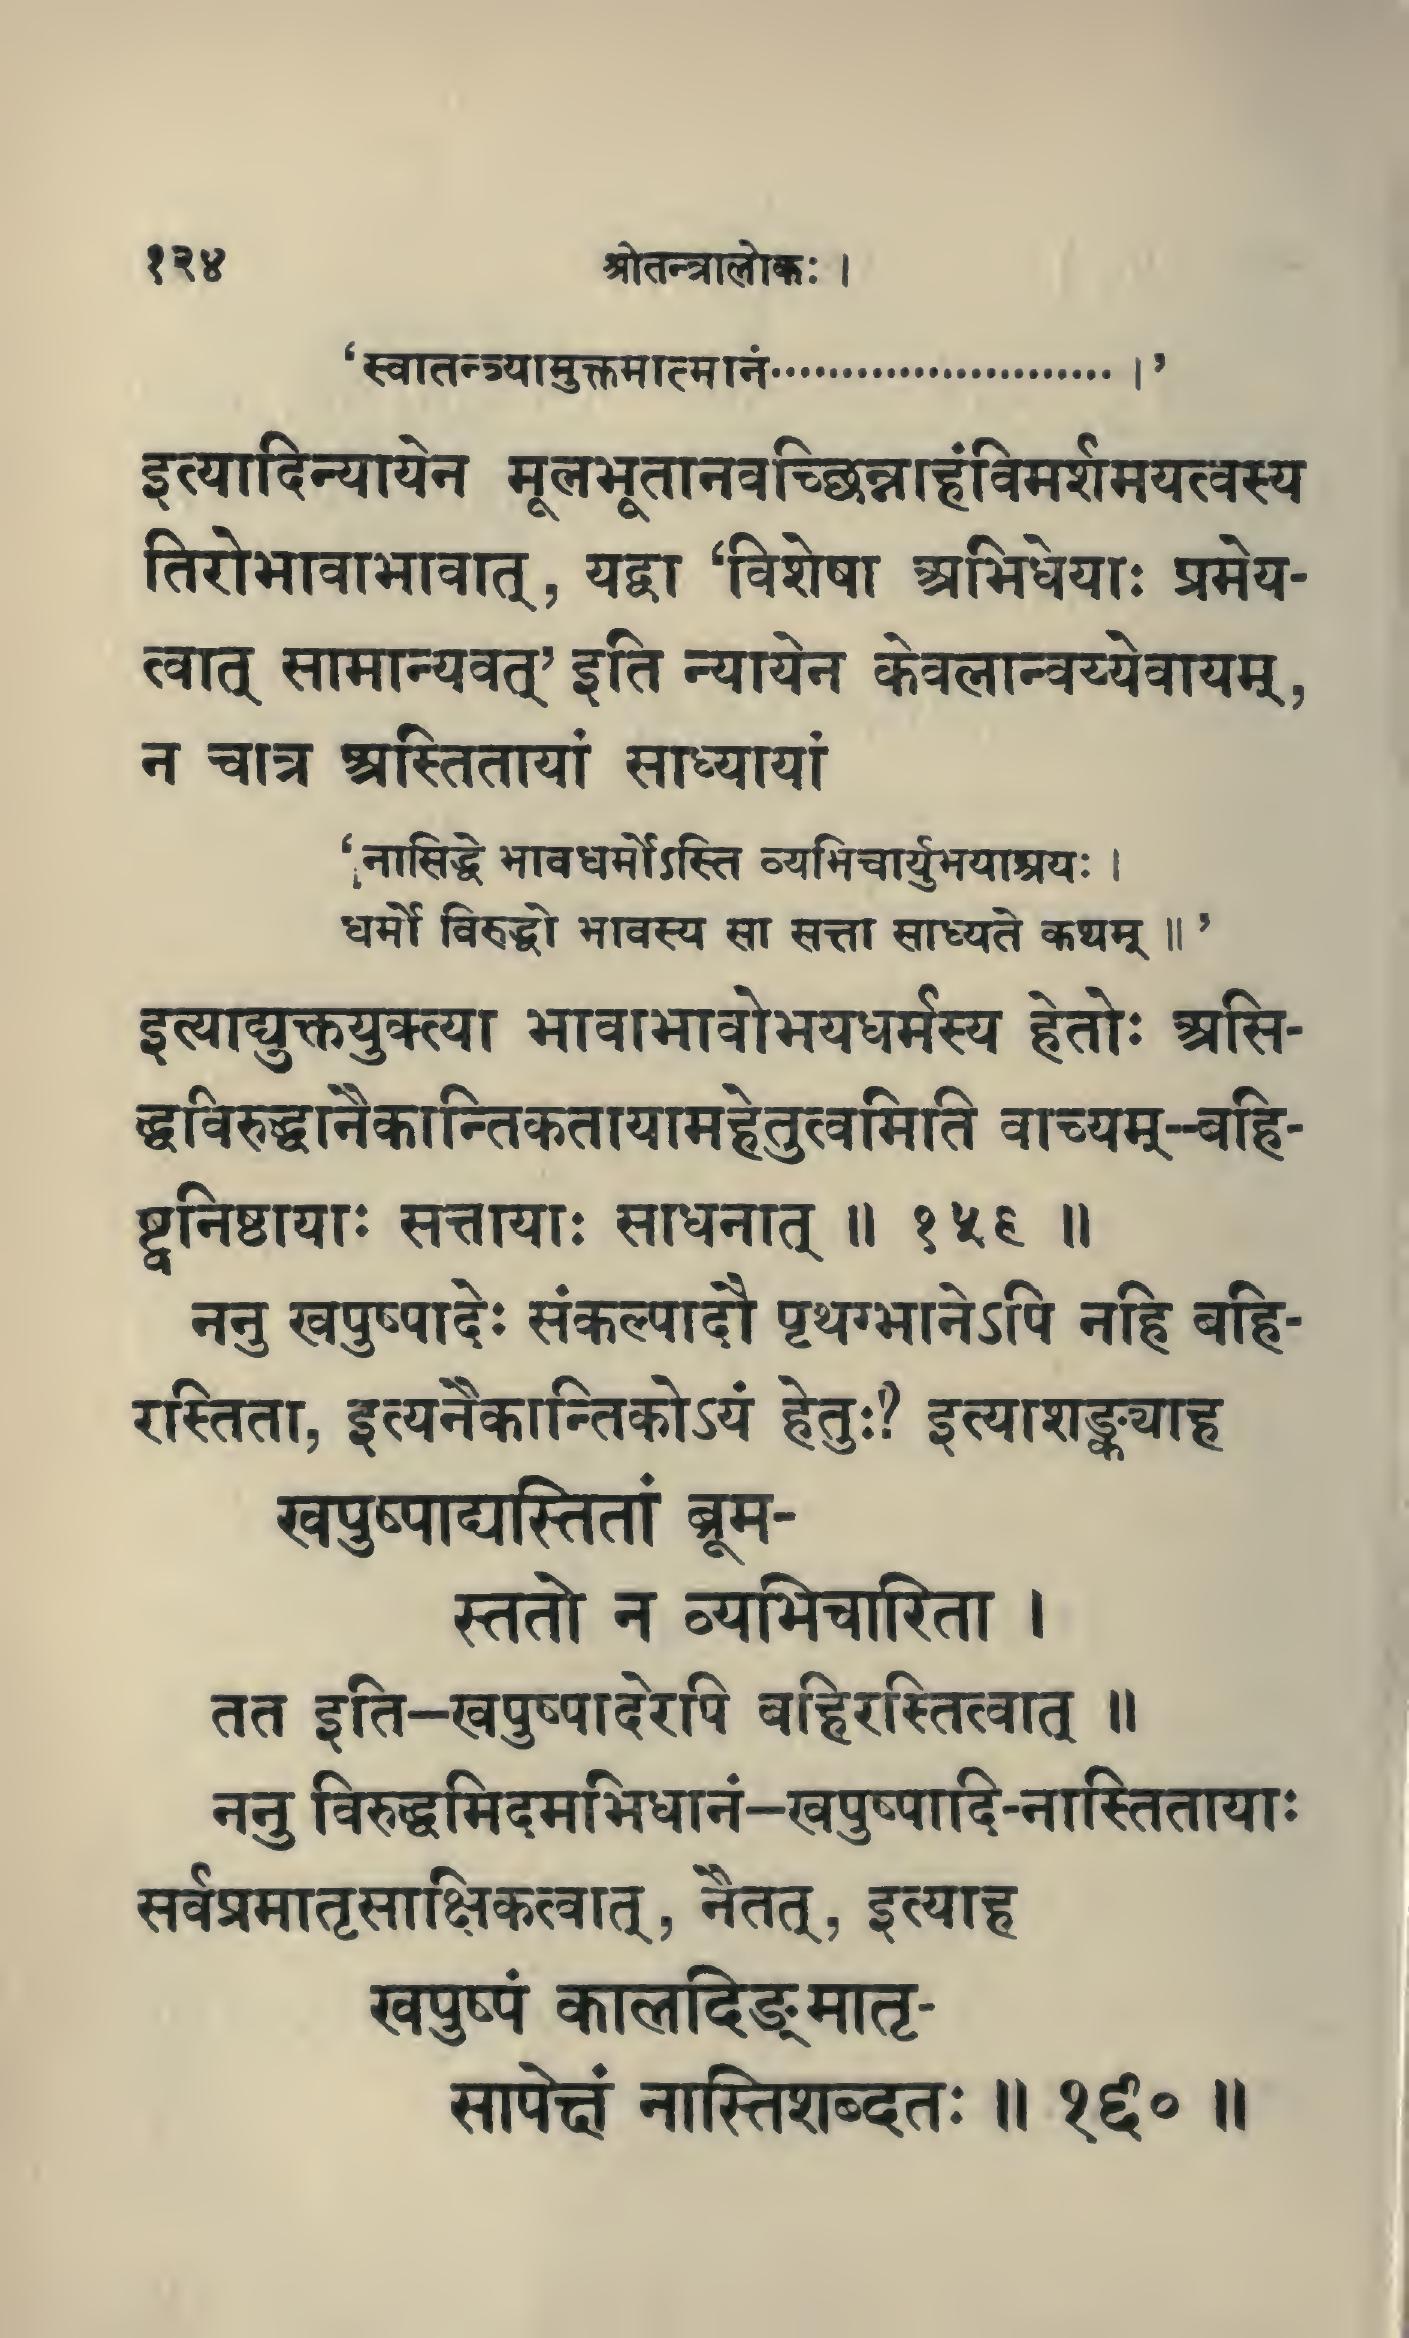 १२४ श्रीतन्त्रालोकः ।
‘स्वातन्त्र्यामुक्तमात्मानं························ ।’
इत्यादिन्यायेन मूलभूतानवच्छिन्नाहंविमर्शमयत्वस्य
तिरोभावाभावात्, यद्वा ‘विशेषा अभिधेयाः प्रमेय-
त्वात् सामान्यवत्’ इति न्यायेन केवलान्वय्येवायम्,
न चात्र अस्तितायां साध्यायां
‘नासिद्धे भावधर्मोऽस्ति व्यभिचार्युभयाश्रयः ।
धर्मो विरुद्धो भावस्य सा सत्ता साध्यते कथम् ॥’
इत्याद्युक्तयुक्त्या भावाभावोभयधर्मस्य हेतोः असि-
द्धविरुद्धानैकान्तिकतायामहेतुत्वमिति वाच्यम्--बहि-
ष्ट्वनिष्ठायाः सत्तायाः साधनात् ॥ १५९ ॥
ननु खपुष्पादेः संकल्पादौ पृथग्भानेऽपि नहि बहि-
रस्तिता, इत्यनैकान्तिकोऽयं हेतुः? इत्याशङ्क्याह
खपुष्पाद्यस्तितां ब्रूम-
स्ततो न व्यभिचारिता ।
तत इति—खपुष्पादेरपि बहिरस्तित्वात् ॥
ननु विरुद्धमिदमभिधानं—खपुष्पादि-नास्तितायाः
सर्वप्रमातृसाक्षिकत्वात्, नैतत्, इत्याह
खपुष्पं कालदिङ्मातृ-
सापेक्षं नास्तिशब्दतः ॥ १६० ॥